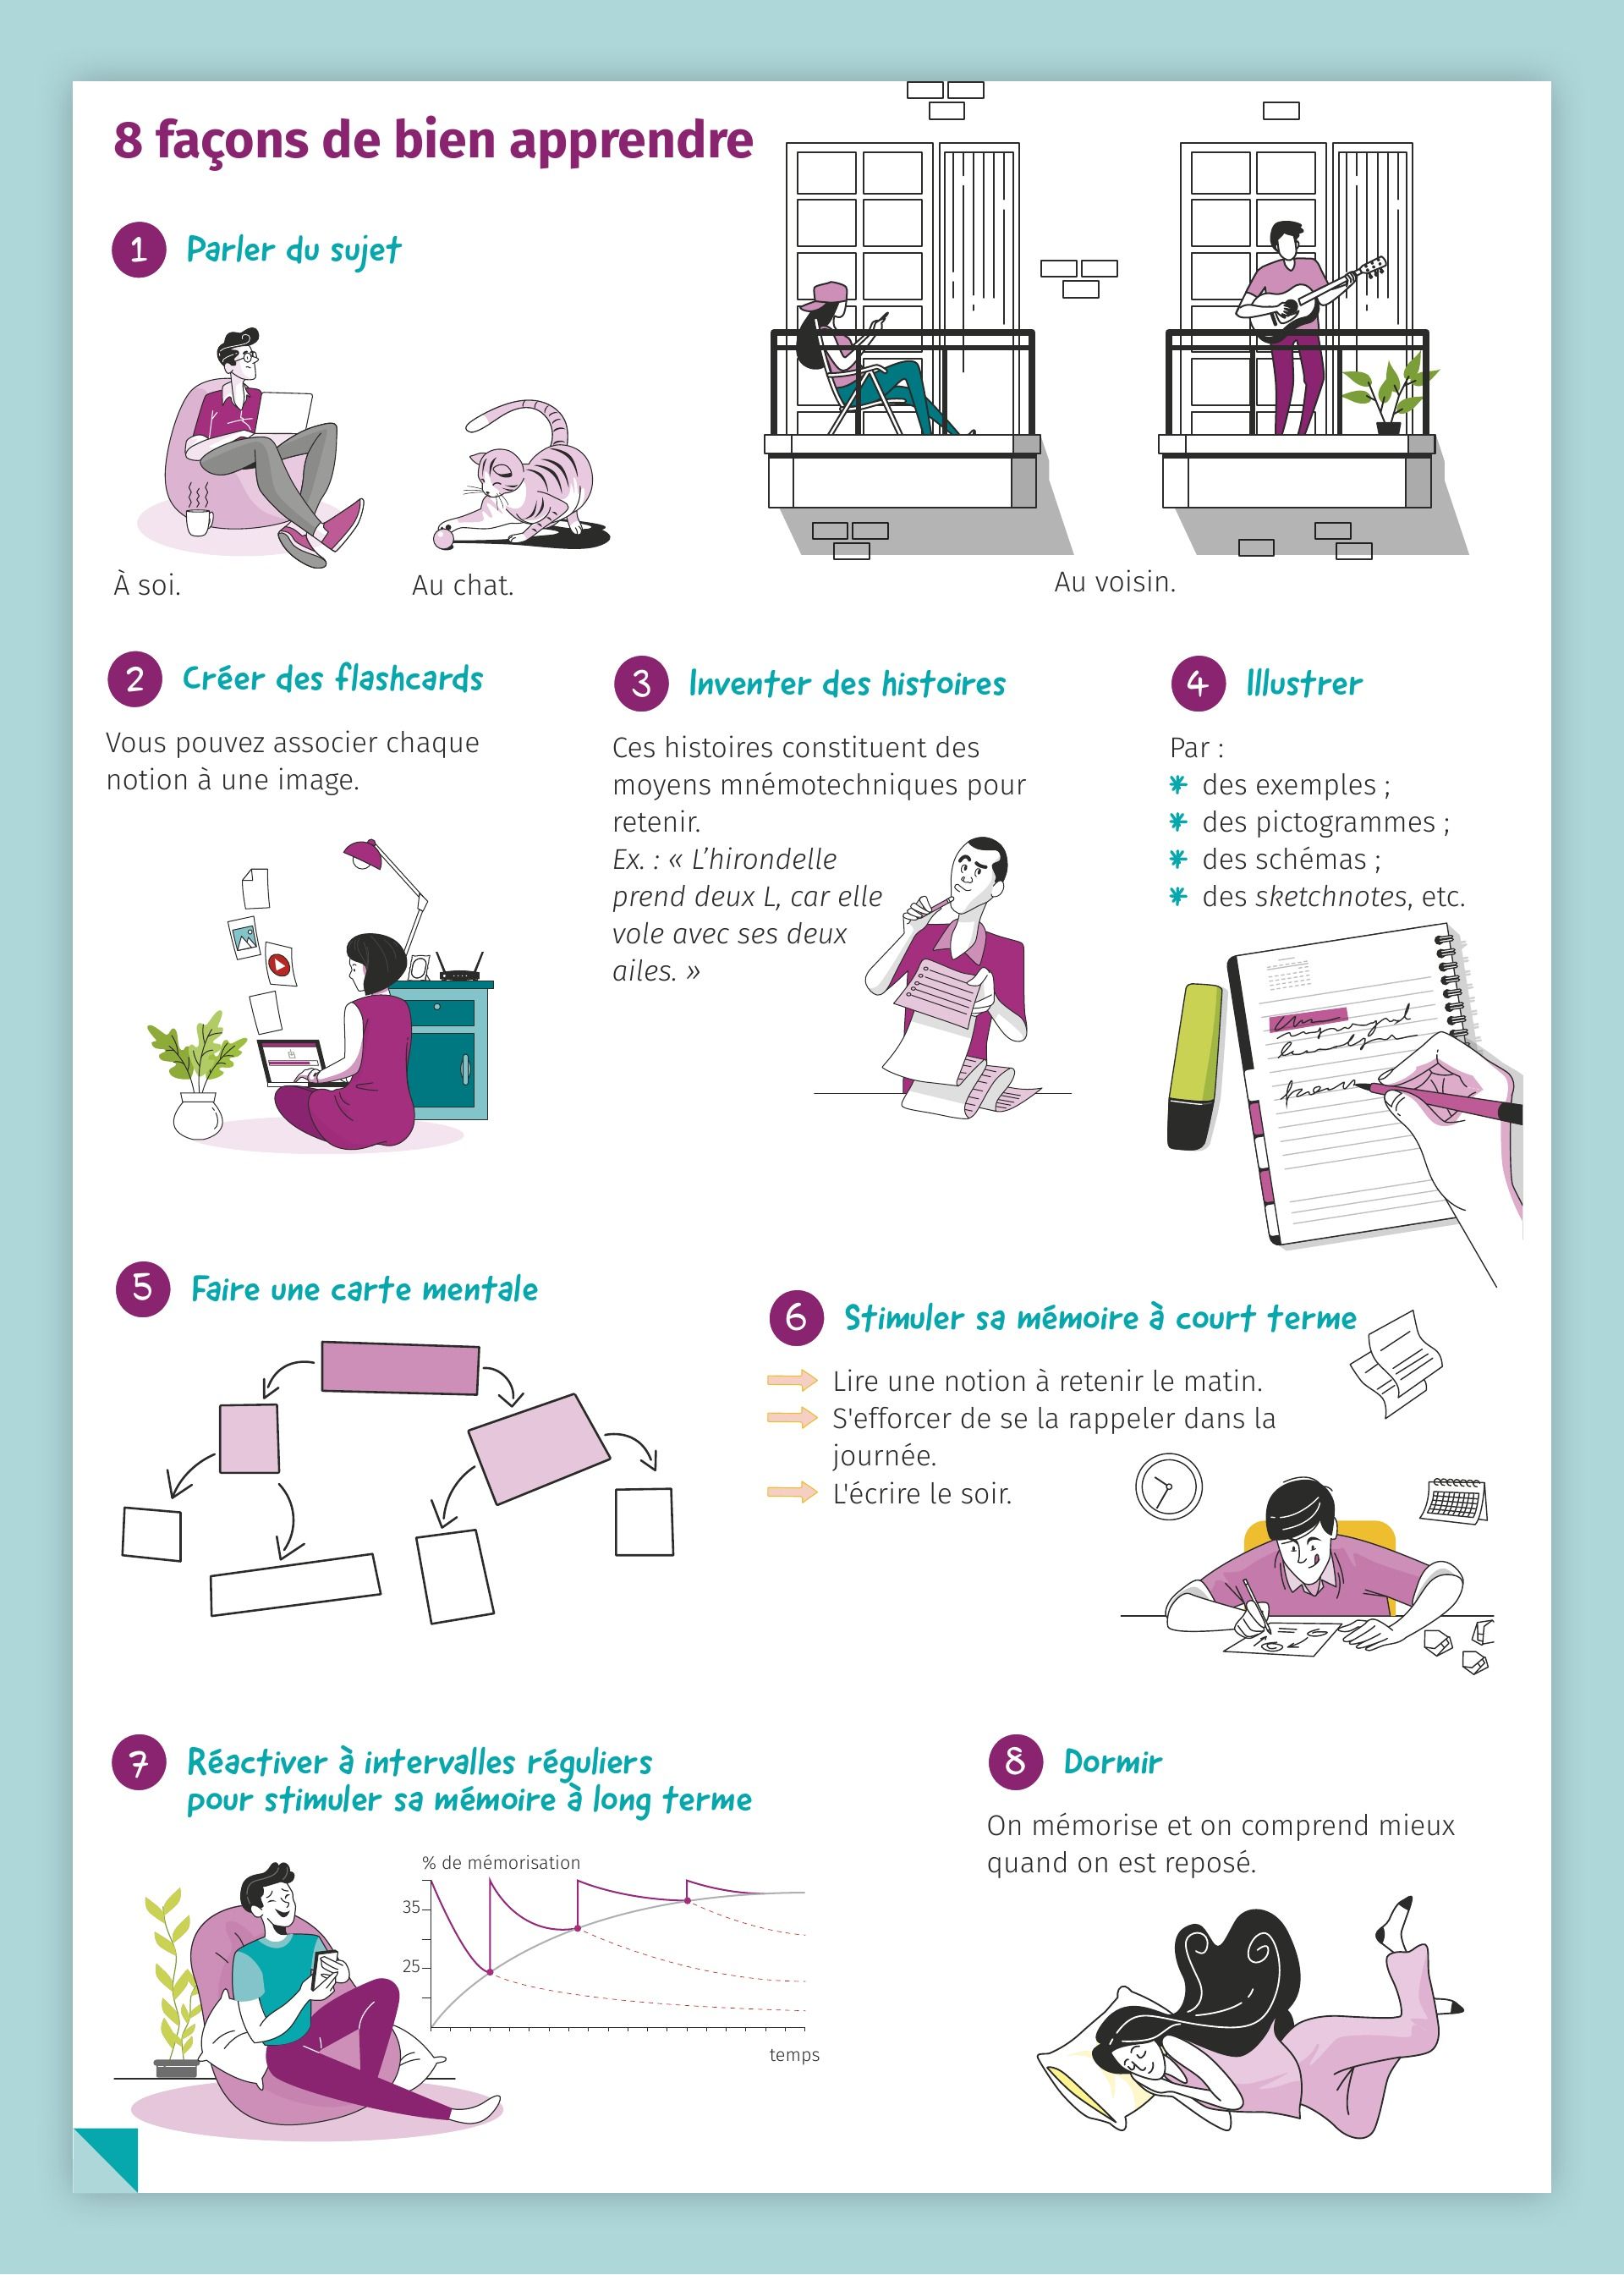 8 façons de bien apprendre
1 Parler du sujet
À soi.
Au chat.
Au voisin.
2 Créer des flashcards
Vous pouvez associer chaque
notion à une image.
3 Inventer des histoires
Ces histoires constituent des
moyens mnémotechniques pour
retenir.
Ex. : « L’hirondelle
prend deux L, car elle
vole avec ses deux
ailes. »
4 Illustrer
Par :
* des exemples ;
* des pictogrammes ;
* des schémas ;
* des sketchnotes, etc.
5 Faire une carte mentale
6 Stimuler sa mémoire à court terme
Lire une notion à retenir le matin.
S'efforcer de se la rappeler dans la
journée.
L'écrire le soir.
7 Réactiver à intervalles réguliers
pour stimuler sa mémoire à long terme
% de mémorisation
35
25
temps
8 Dormir
On mémorise et on comprend mieux
quand on est reposé.